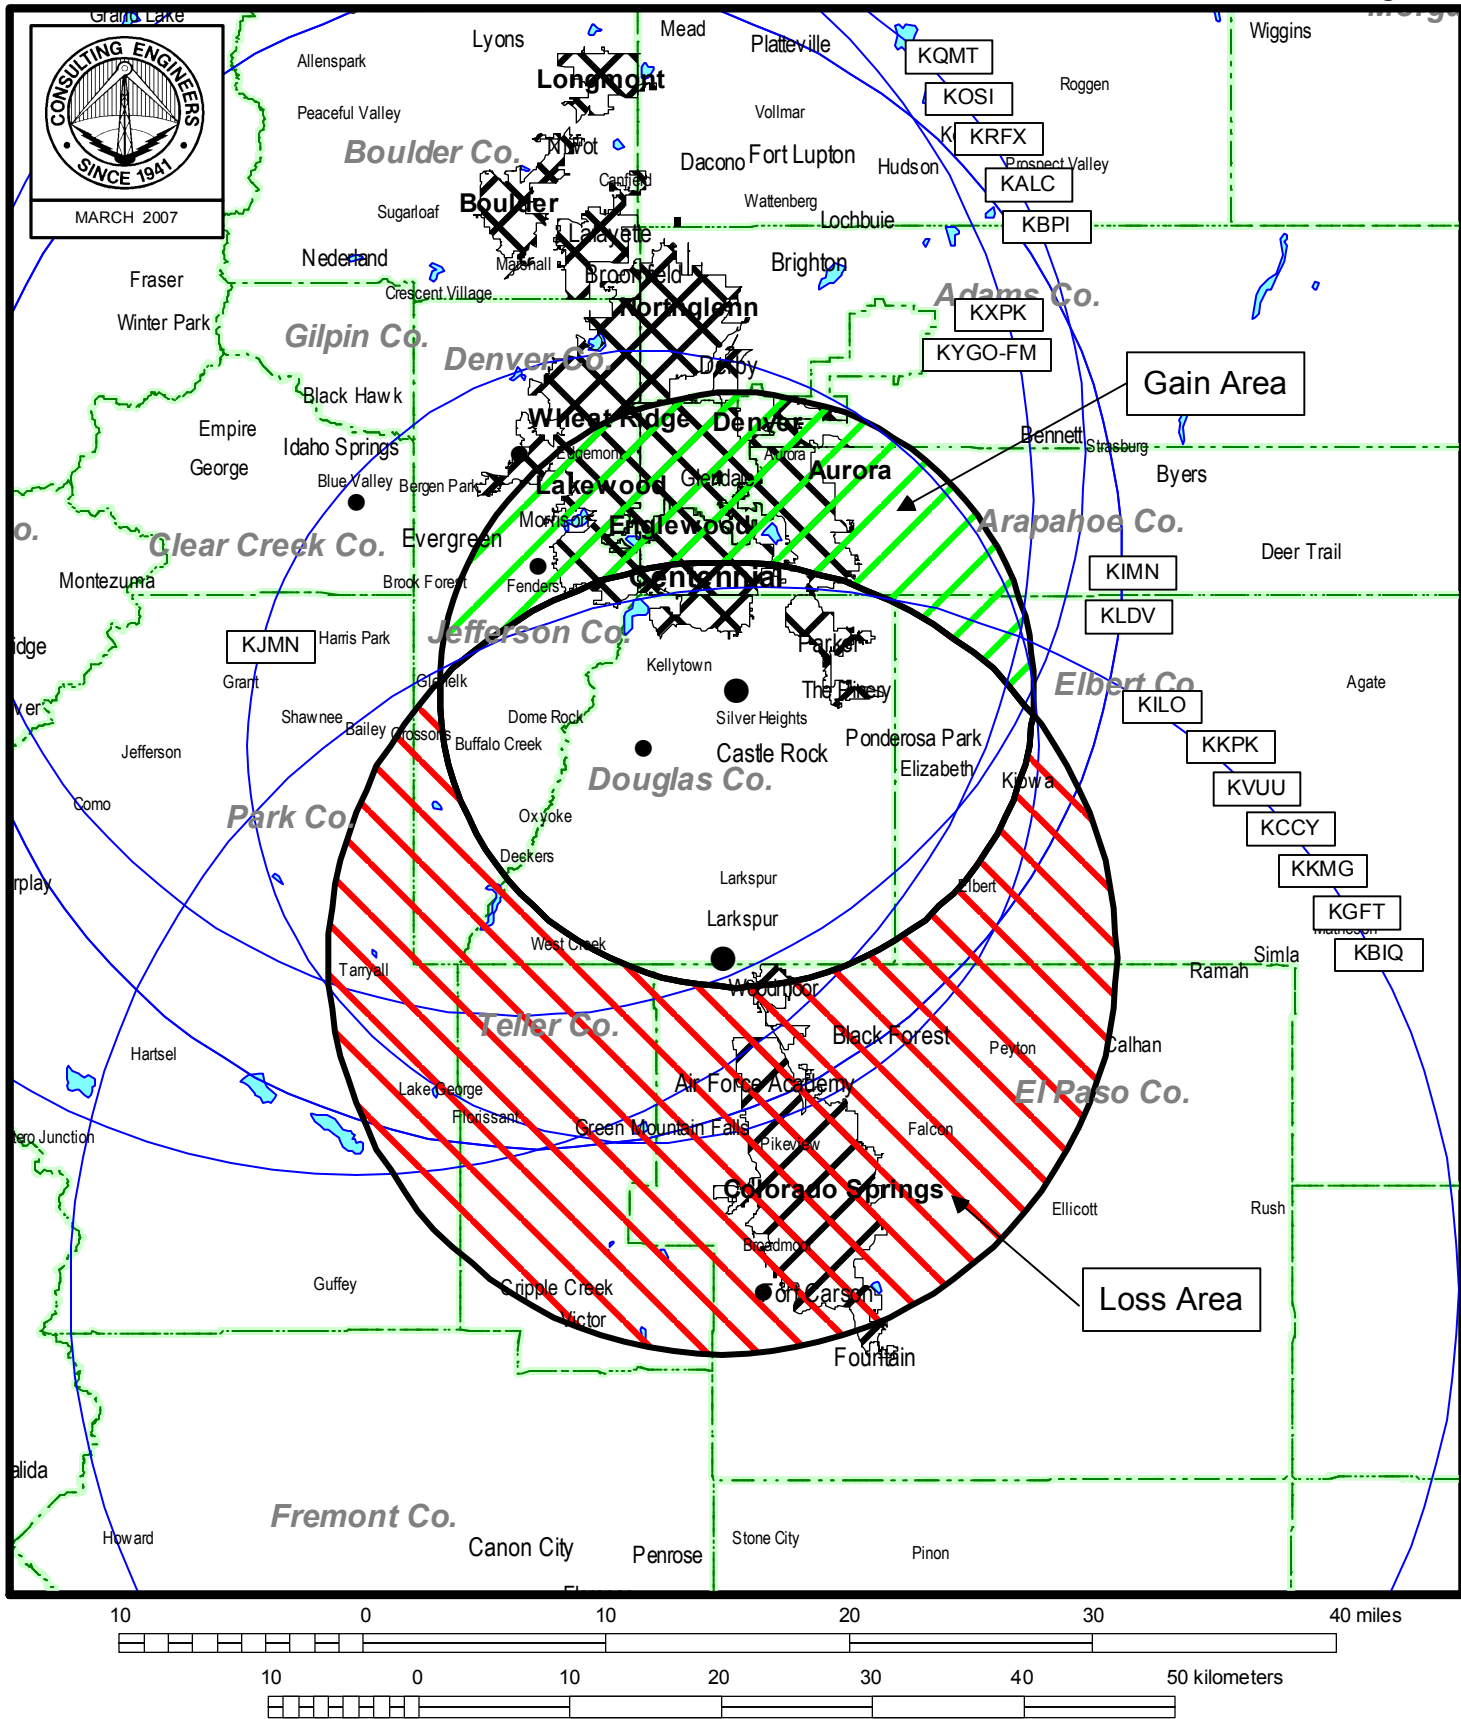 Grand Lake
Lyons
Mead
Platteville
Wiggins
CONSULTING ENGINEERS
• SINCE 1941 •
MARCH 2007
Allenspark
Longmont
KQMT
Roggen
KOSI
Peaceful Valley
Vollmar
KRFX
Boulder Co.
Niwot
Dacono
Fort Lupton
Hudson
Prospect Valley
Canfield
KALC
Sugarloaf
Boulder
Wattenberg
Lochbuie
KBPI
Lafayette
Nederland
Marshall
Broomfield
Brighton
Fraser
Crescent Village
Adams Co.
Winter Park
Northglenn
KXPK
Gilpin Co.
Denver Co.
Derby
KYGO-FM
Gain Area
Black Hawk
Empire
Wheat Ridge
Denver
Idaho Springs
Edgemont
Aurora
Bennett
Strasburg
George
Blue Valley
Bergen Park
Lakewood
Glendale
Aurora
Byers
o.
Morrison
Englewood
Arapahoe Co.
Clear Creek Co.
Evergreen
Deer Trail
Montezuma
Brook Forest
Fenders
Centennial
KIMN
KLDV
Jefferson Co.
idge
KJMN
Harris Park
Parker
Kellytown
Grant
Glenelk
The Pinery
Elbert Co.
Agate
ver
Shawnee
Bailey
Crossons
Dome Rock
Silver Heights
KILO
Jefferson
Buffalo Creek
Castle Rock
Ponderosa Park
KKPK
Douglas Co.
Elizabeth
Kiowa
KVUU
Como
Park Co.
Oxyoke
KCCY
Deckers
KKMG
rplay
Larkspur
Elbert
Larkspur
KGFT
Matheson
West Creek
KBIQ
Tarryall
Simla
Ramah
Woodmoor
Teller Co.
Black Forest
Hartsel
Peyton
Calhan
Lake George
Air Force Academy
El Paso Co.
Florissant
Green Mountain Falls
Falcon
tero Junction
Pikeview
Colorado Springs
Ellicott
Rush
Broadmoor
Guffey
Cripple Creek
Fort Carson
Loss Area
Victor
Fountain
alida
Fremont Co.
Howard
Canon City
Penrose
Stone City
Pinon
10 0 10 20 30 40 miles
10 0 10 20 30 40 50 kilometers